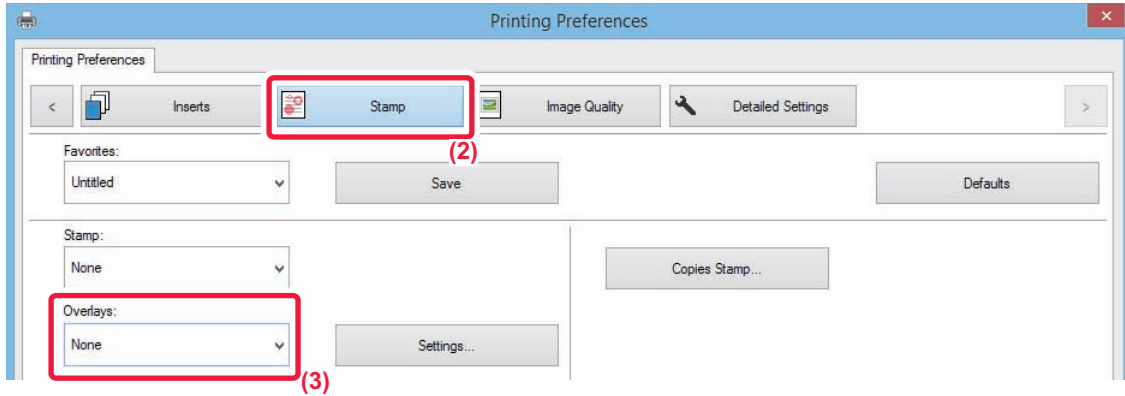 Printing Preferences
Printing Preferences
< Inserts Stamp Image Quality Detailed Settings >
(2)
Favorites:
Untitled Save Defaults
Stamp:
None Copies Stamp...
Overlays:
None Settings...
(3)